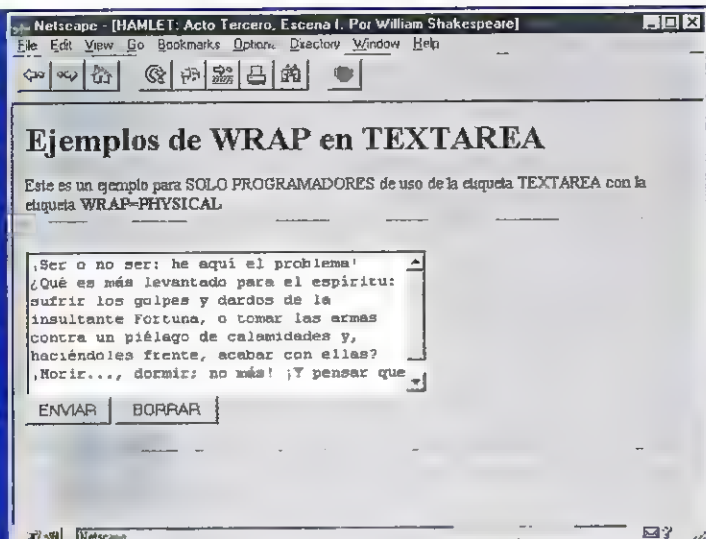 Netscape - [HAMLET: Acto Tercero, Escena I. Por William Shakespeare]
File Edit View Go Bookmarks Options Directory Window Help
Ejemplos de WRAP en TEXTAREA
Este es un ejemplo para SOLO PROGRAMADORES de uso de la etiqueta TEXTAREA con la
etiqueta WRAP=PHYSICAL
¡Ser o no ser: he aquí el problema!
¿Qué es más levantado para el espíritu:
sufrir los golpes y dardos de la
insultante Fortuna, o tomar las armas
contra un piélago de calamidades y,
haciéndoles frente, acabar con ellas?
¡Morir..., dormir; no más! ¡Y pensar que
ENVIAR BORRAR
Netscape